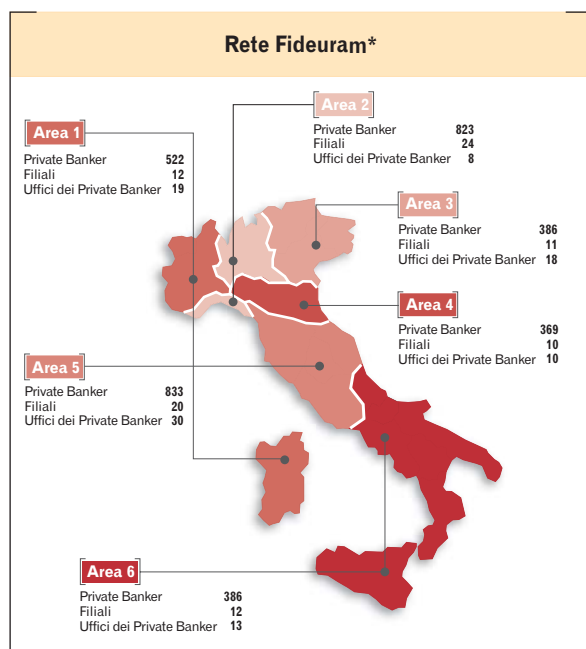 Rete Fideuram*
Area 2
Private Banker 823
Filiali 24
Uffici dei Private Banker 8
Area 1
Private Banker 522
Filiali 12
Uffici dei Private Banker 19
Area 3
Private Banker 386
Filiali 11
Uffici dei Private Banker 18
Area 4
Private Banker 369
Filiali 10
Uffici dei Private Banker 10
Area 5
Private Banker 833
Filiali 20
Uffici dei Private Banker 30
Area 6
Private Banker 386
Filiali 12
Uffici dei Private Banker 13